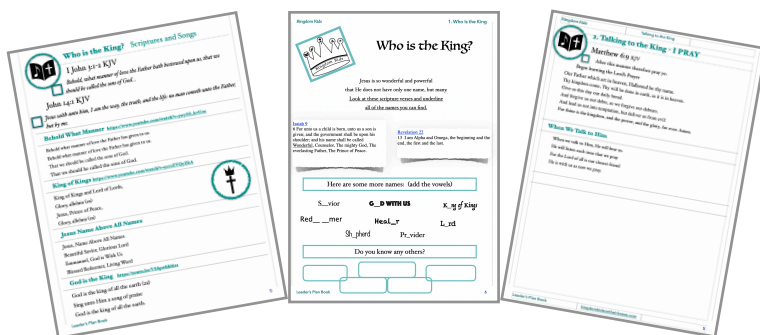 Who is the King? Scriptures and Songs
1 John 3:1-2 KJV
Behold, what manner of love the Father hath bestowed upon us, that we
should be called the sons of God.
John 14:1 KJV
Jesus saith unto him, I am the way, the truth, and the life: no man cometh unto the Father,
but by me.
Behold What Manner
Behold what manner of love the Father has given to us.
Behold what manner of love the Father has given to us
That we should be called the sons of God.
That we should be called the sons of God.
King of Kings
King of Kings and Lord of Lords,
Glory, alleluia
Jesus, Prince of Peace,
Glory, alleluia
Jesus Name Above All Names
Jesus, Name Above All Names
Beautiful Savior, Glorious Lord
Emmanuel, God is With Us
Blessed Redeemer, Living Word
God is the King
God is the king of all the earth
Sing unto Him a song of praise
God is the king of all the earth.
Leader's Plan Book
Kingdom Kids
1. Who is the King
Kingdom Kids
Who is the King?
Jesus is so wonderful and powerful
that He does not have only one name, but many
Look at these scripture verses and underline
all of the names you can find.
Isaiah 9
6 For unto us a child is born, unto us a son is
given; and the government shall be upon his
shoulder; and his name shall be called
Wonderful, Counselor, The mighty God, The
everlasting Father, The Prince of Peace.
Revelation 22
13 I am Alpha and Omega, the beginning and
the end, the first and the last.
Here are some more names: (add the vowels)
S__vior G__D WITH US K__ng of Kings
Red__ __mer Heal__r L__rd
Sh__pherd Pr__vider
Do you know any others?
Leader's Plan Book
6
Kingdom Kids
Talking to the King
2. Talking to the King - I PRAY
Matthew 6:9 KJV
After this manner therefore pray ye:
Begin learning the Lord's Prayer
Our Father which art in heaven, Hallowed be thy name.
Thy kingdom come, Thy will be done in earth, as it is in heaven.
Give us this day our daily bread.
And forgive us our debts, as we forgive our debtors.
And lead us not into temptation, but deliver us from evil:
For thine is the kingdom, and the power, and the glory, for ever. Amen.
When We Talk to Him
When we talk to Him, He will hear us.
He will listen each time that we pray.
For the Lord of all is our closest friend
He is with us as now we pray.
Leader's Plan Book